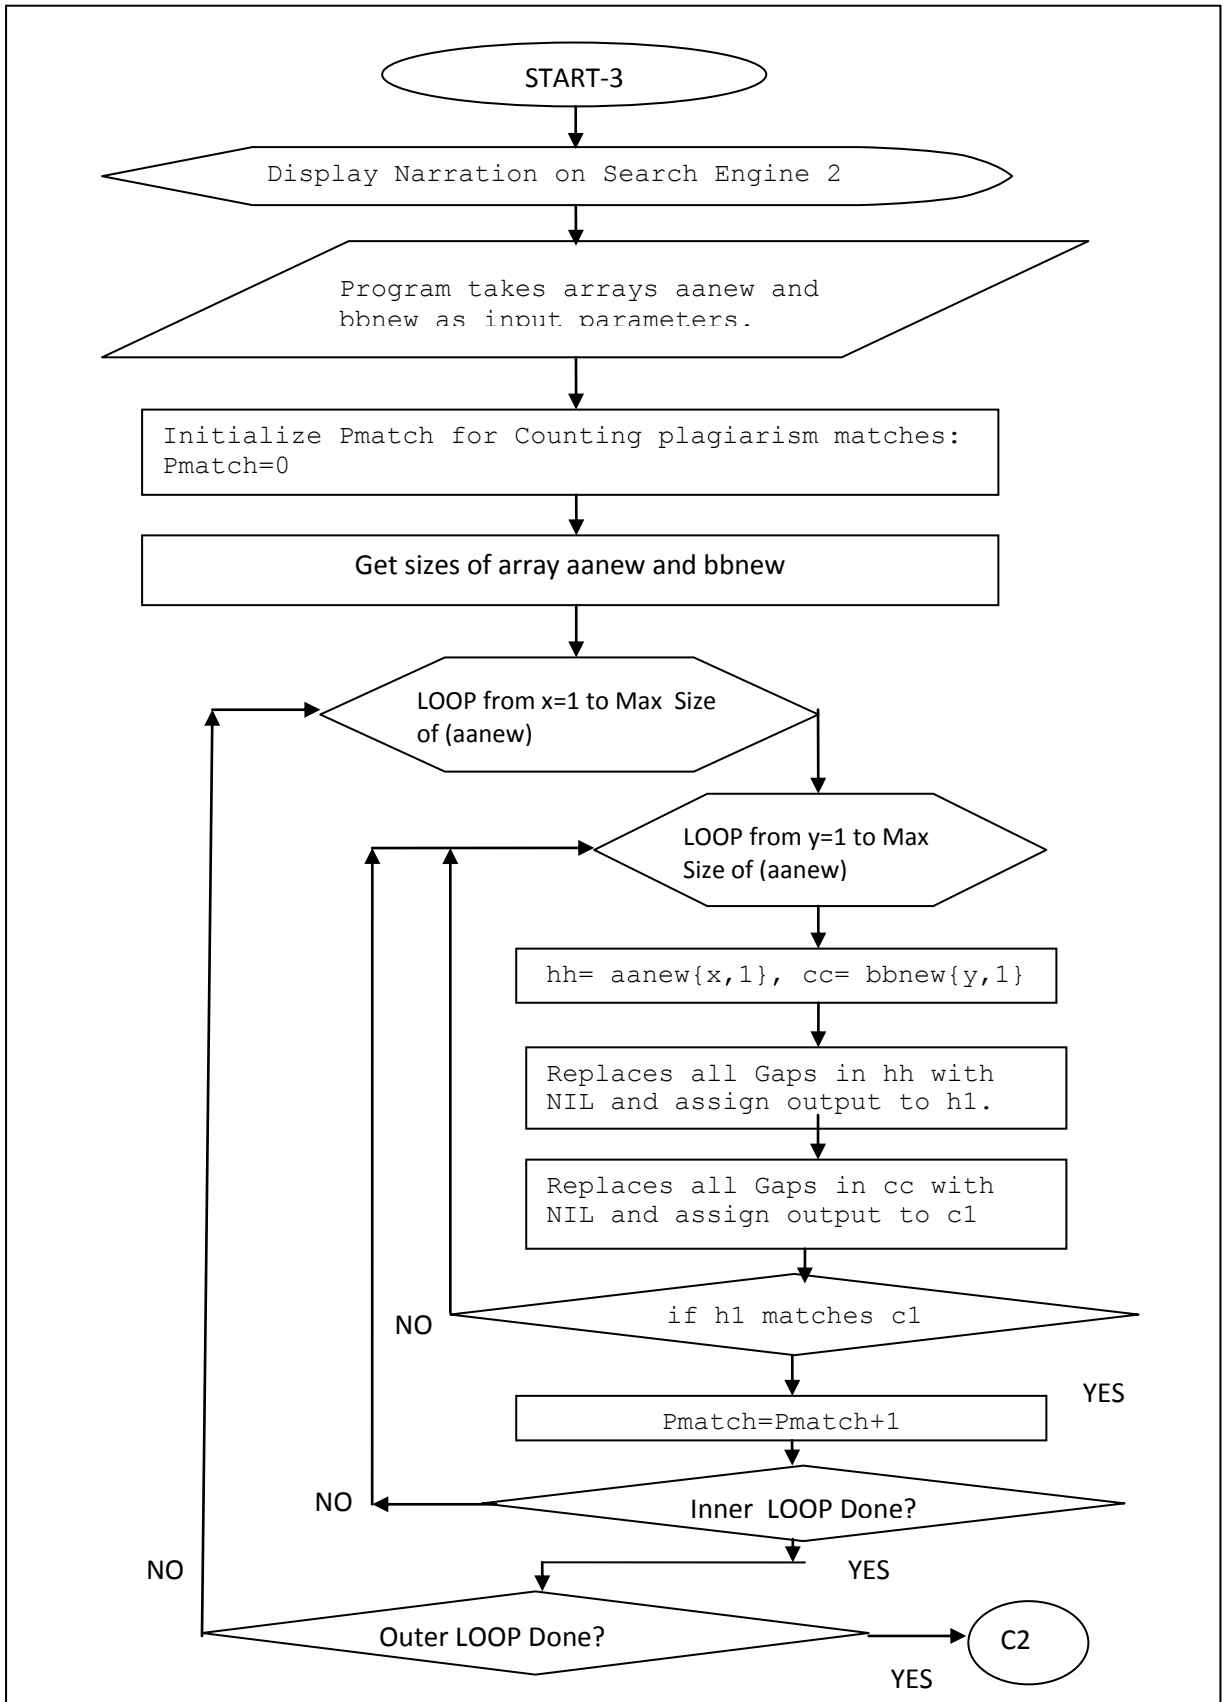 START-3
Display Narration on Search Engine 2
Program takes arrays aanew and
bbnew as input parameters.
Initialize Pmatch for Counting plagiarism matches:
Pmatch=0
Get sizes of array aanew and bbnew
LOOP from x=1 to Max Size
of (aanew)
LOOP from y=1 to Max
Size of (aanew)
hh= aanew{x,1}, cc= bbnew{y,1}
Replaces all Gaps in hh with
NIL and assign output to h1.
Replaces all Gaps in cc with
NIL and assign output to c1
if h1 matches c1
NO
YES
Pmatch=Pmatch+1
Inner LOOP Done?
NO
YES
NO
Outer LOOP Done?
C2
YES